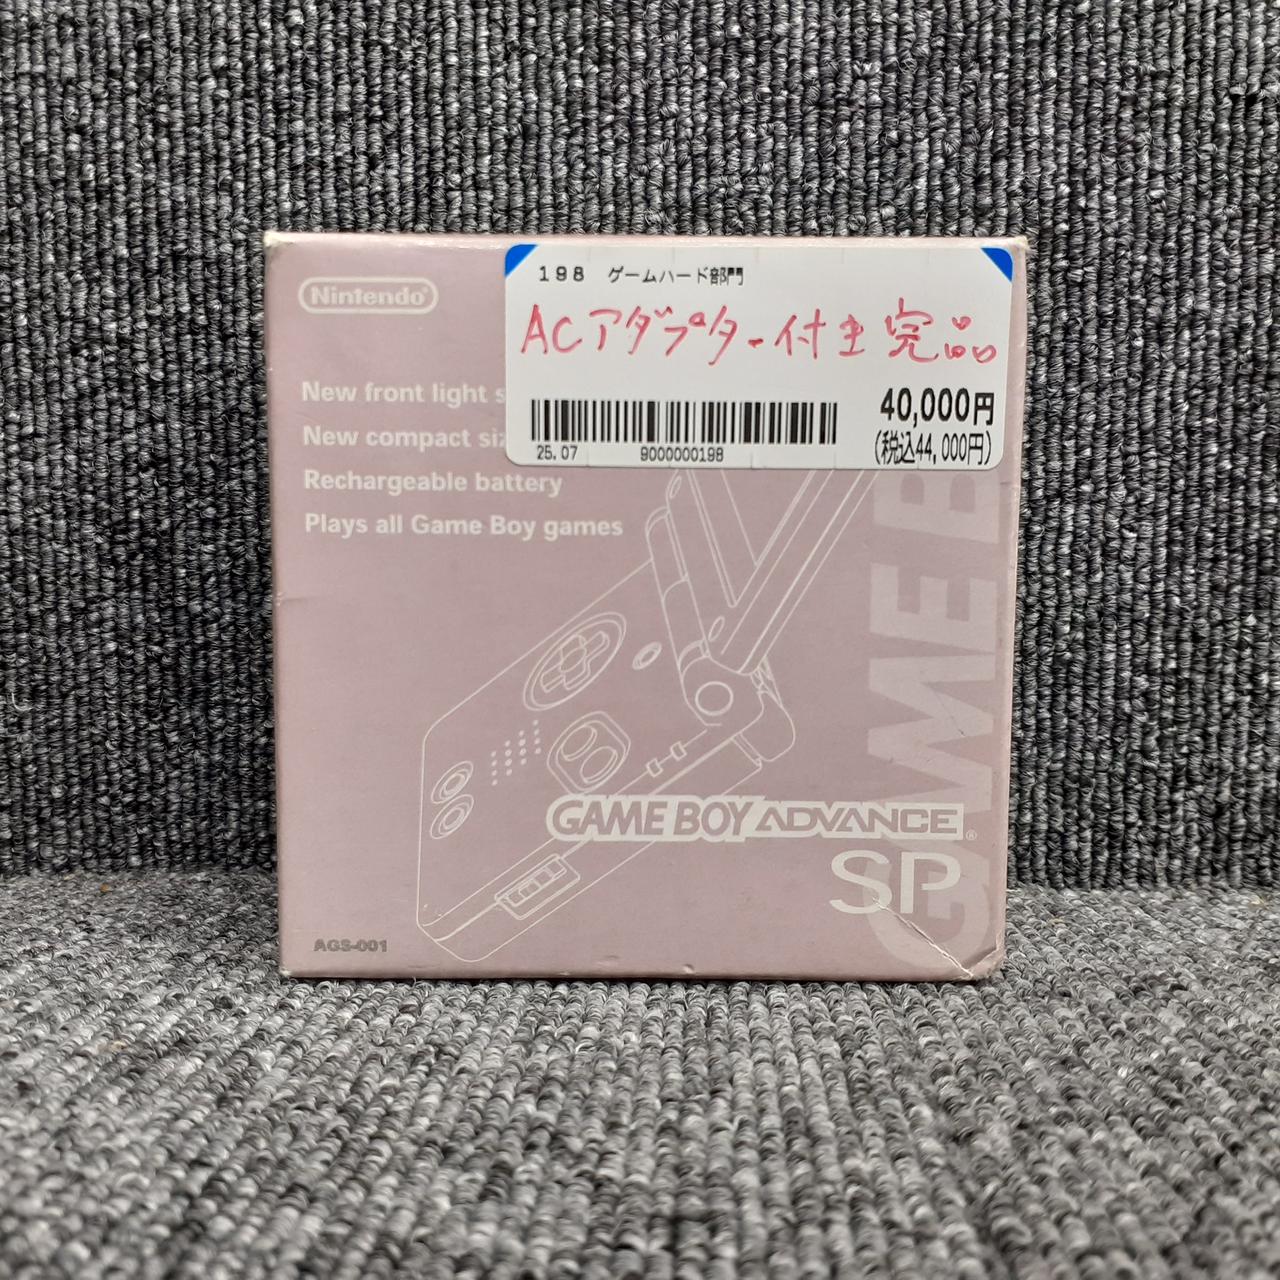 198 ゲームハード部門
ACアダプター付き完品
40,000円
(税込44,000円)
25.07 9000000198
Nintendo
New front light s
New compact siz
Rechargeable battery
Plays all Game Boy games
GAME B
GAME BOY ADVANCE
SP
AGS-001